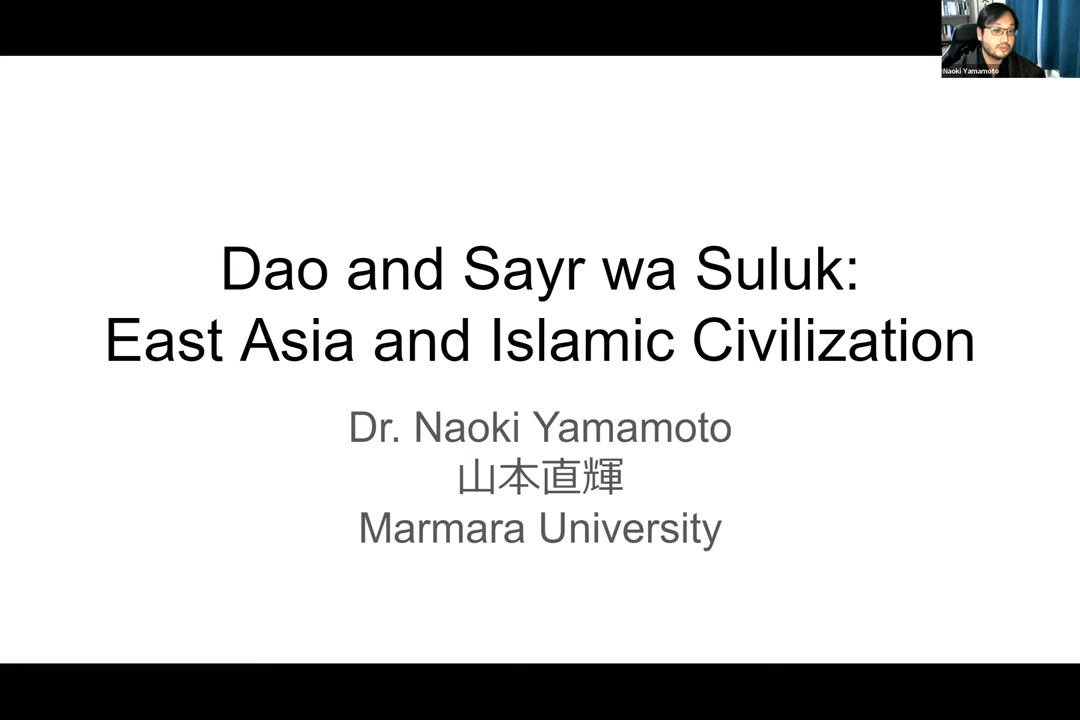 Naoki Yamamoto
Dao and Sayr wa Suluk:
East Asia and Islamic Civilization
Dr. Naoki Yamamoto
山本直輝
Marmara University